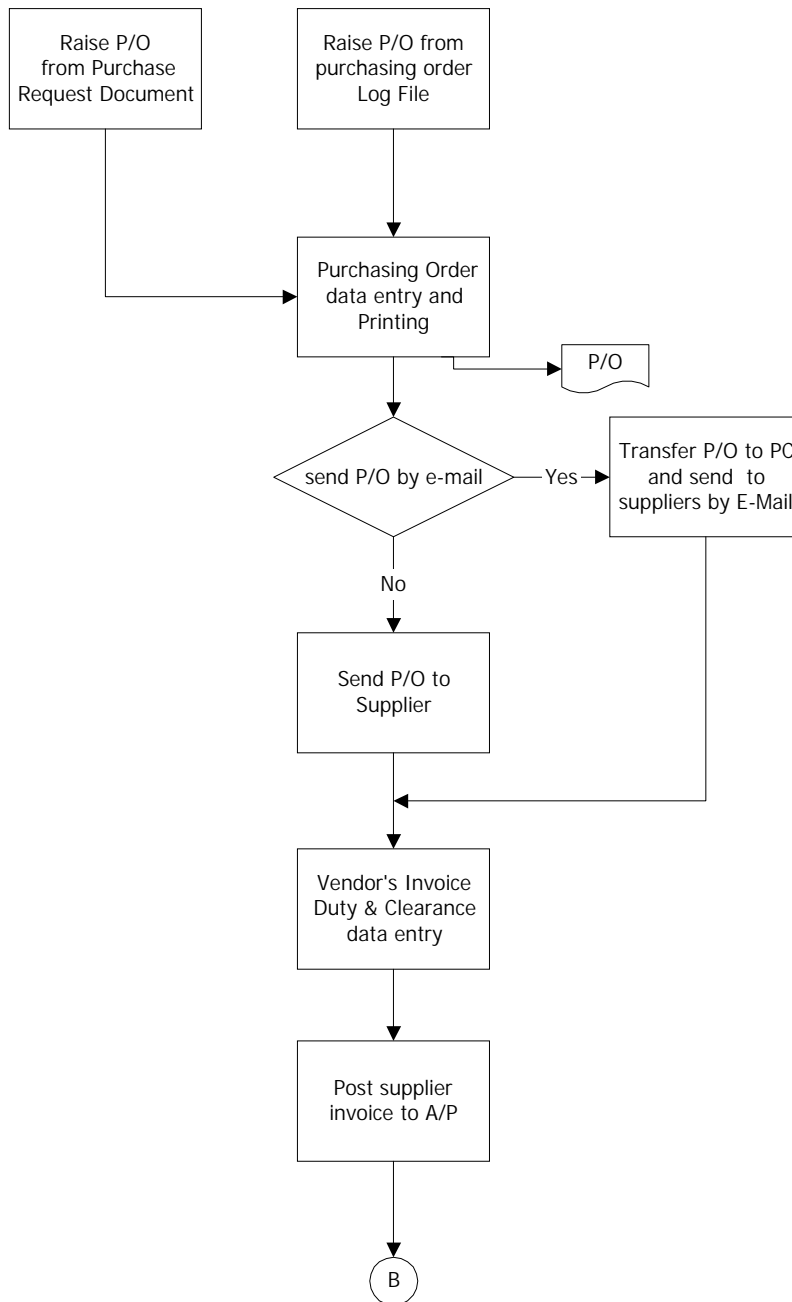 Raise P/O
from Purchase
Request Document
Raise P/O from
purchasing order
Log File
Purchasing Order
data entry and
Printing
P/O
send P/O by e-mail
Yes
Transfer P/O to PC
and send to
suppliers by E-Mail
No
Send P/O to
Supplier
Vendor's Invoice
Duty & Clearance
data entry
Post supplier
invoice to A/P
B